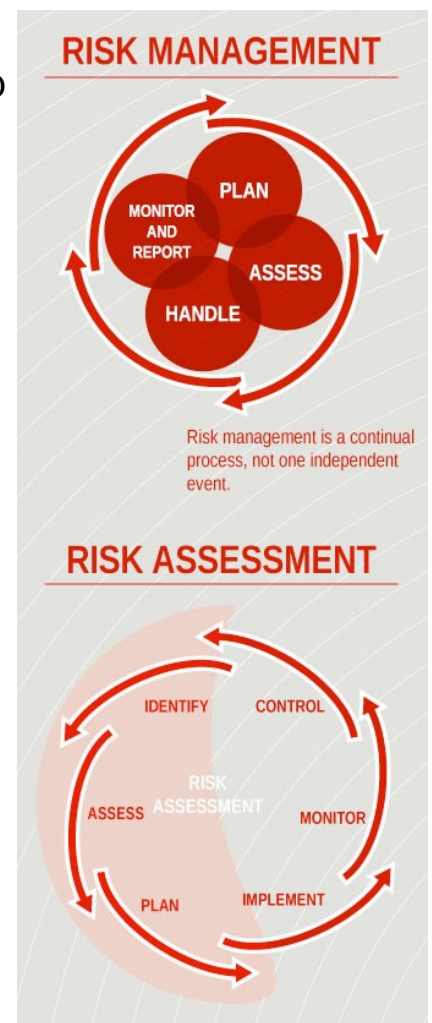 RISK MANAGEMENT
PLAN
MONITOR
AND
REPORT
ASSESS
HANDLE
Risk management is a continual
process, not one independent
event.
RISK ASSESSMENT
IDENTIFY
CONTROL
RISK
ASSESSMENT
ASSESS
MONITOR
PLAN
IMPLEMENT